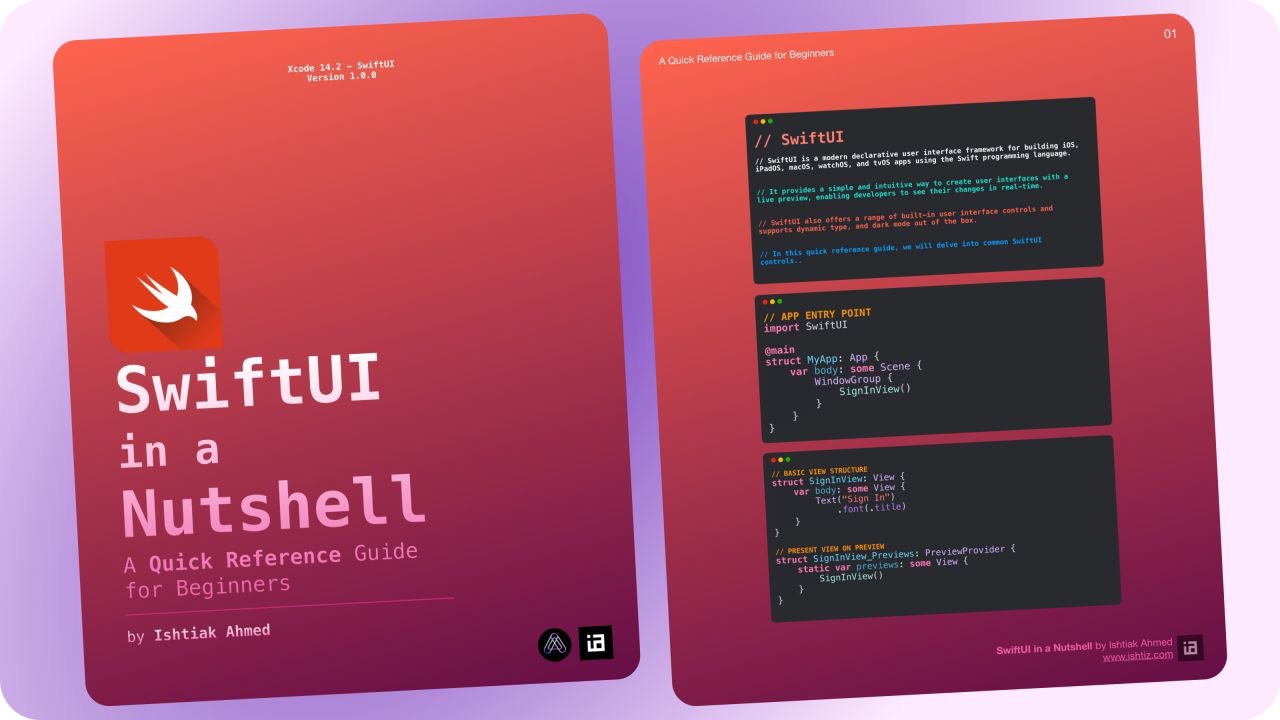 Xcode 14.2 – SwiftUI
Version 1.0.0
SwiftUI
in a
Nutshell
A Quick Reference Guide
for Beginners
by Ishtiak Ahmed
A Quick Reference Guide for Beginners
01
// SwiftUI
// SwiftUI is a modern declarative user interface framework for building iOS,
iPadOS, macOS, watchOS, and tvOS apps using the Swift programming language.
// It provides a simple and intuitive way to create user interfaces with a
live preview, enabling developers to see their changes in real-time.
// SwiftUI also offers a range of built-in user interface controls and
supports dynamic type, and dark mode out of the box.
// In this quick reference guide, we will delve into common SwiftUI
controls..
// APP ENTRY POINT
import SwiftUI
@main
struct MyApp: App {
    var body: some Scene {
        WindowGroup {
            SignInView()
        }
    }
}
// BASIC VIEW STRUCTURE
struct SignInView: View {
    var body: some View {
        Text("Sign In")
            .font(.title)
    }
}
// PRESENT VIEW ON PREVIEW
struct SignInView_Previews: PreviewProvider {
    static var previews: some View {
        SignInView()
    }
}
SwiftUI in a Nutshell by Ishtiak Ahmed
www.ishtiz.com